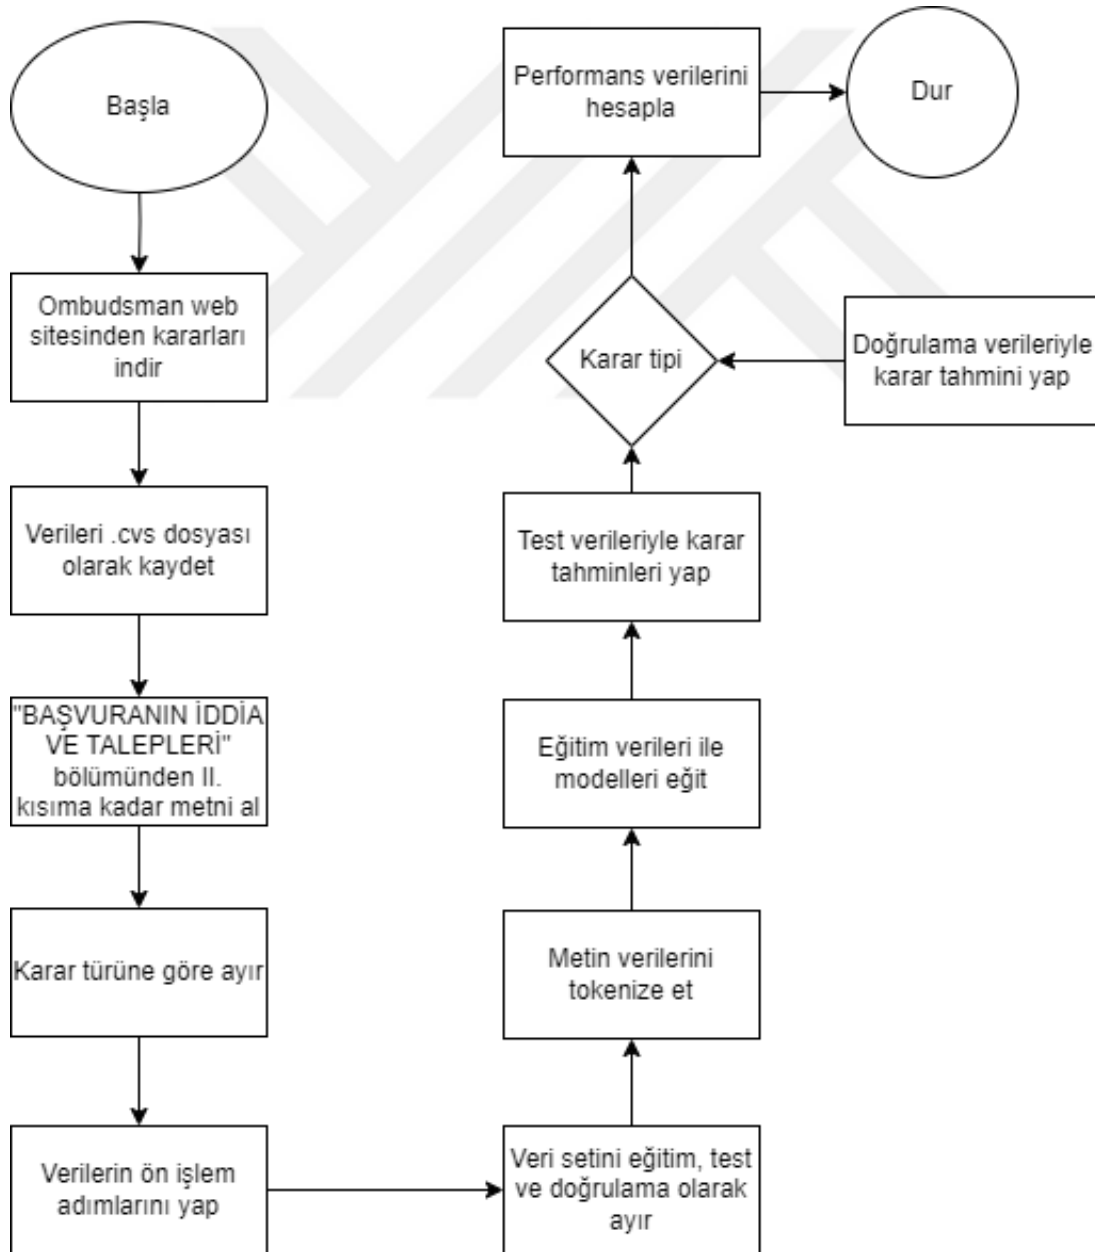 Başla
Ombudsman web
sitesinden kararları
indir
Verileri .cvs dosyası
olarak kaydet
"BAŞVURANIN İDDİA
VE TALEPLERİ"
bölümünden II.
kısıma kadar metni al
Karar türüne göre ayır
Verilerin ön işlem
adımlarını yap
Veri setini eğitim, test
ve doğrulama olarak
ayır
Metin verilerini
tokenize et
Eğitim verileri ile
modelleri eğit
Test verileriyle karar
tahminleri yap
Karar tipi
Doğrulama verileriyle
karar tahmini yap
Performans verilerini
hesapla
Dur